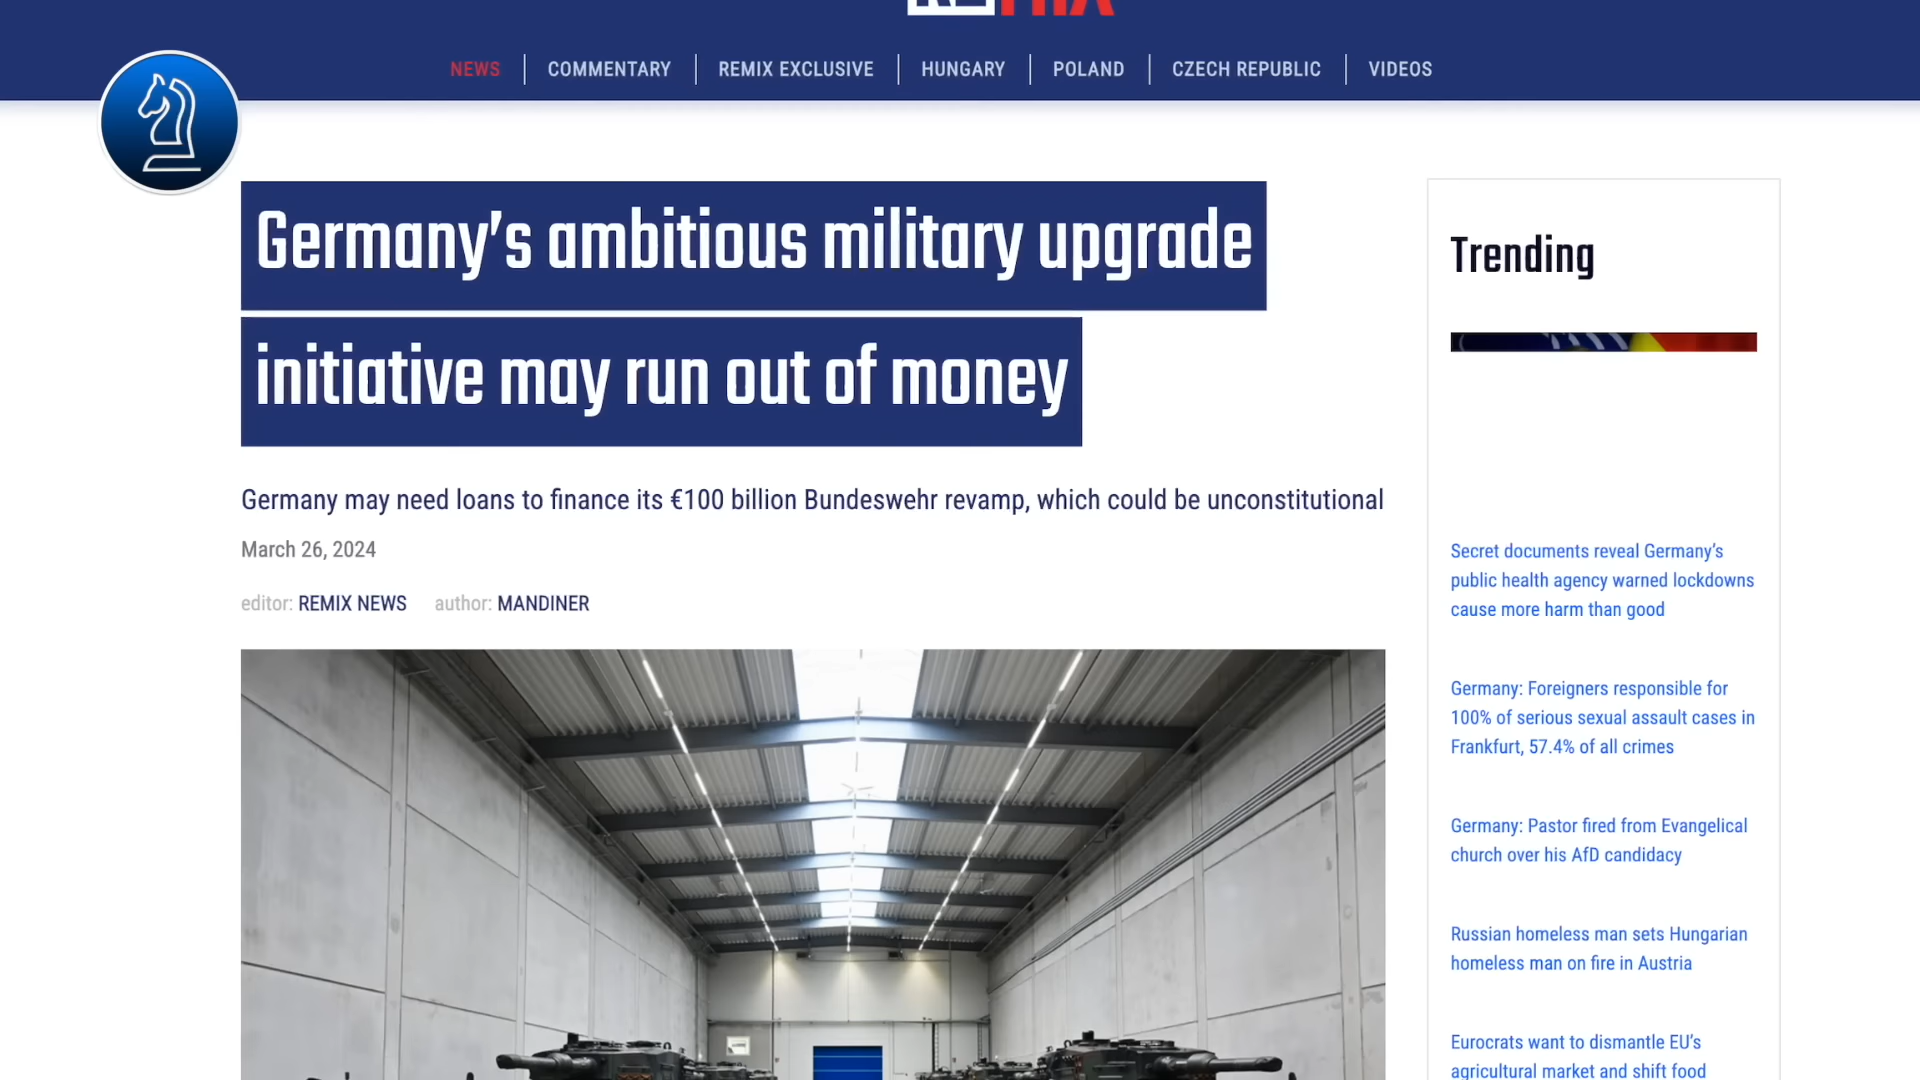 NEWS
COMMENTARY
REMIX EXCLUSIVE
HUNGARY
POLAND
CZECH REPUBLIC
VIDEOS
Germany's ambitious military upgrade
initiative may run out of money
Germany may need loans to finance its €100 billion Bundeswehr revamp, which could be unconstitutional
March 26, 2024
editor: REMIX NEWS author: MANDINER
Trending
Secret documents reveal Germany's
public health agency warned lockdowns
cause more harm than good
Germany: Foreigners responsible for
100% of serious sexual assault cases in
Frankfurt, 57.4% of all crimes
Germany: Pastor fired from Evangelical
church over his AfD candidacy
Russian homeless man sets Hungarian
homeless man on fire in Austria
Eurocrats want to dismantle EU's
agricultural market and shift food